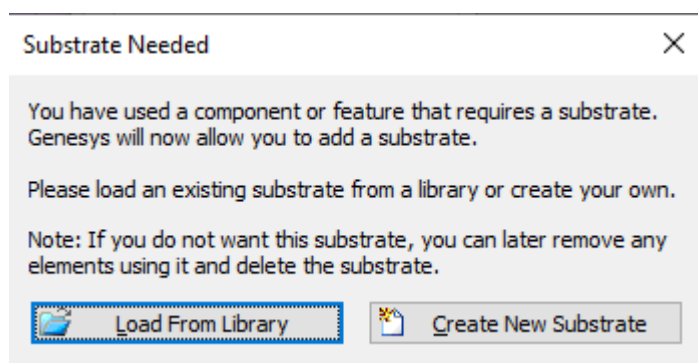 Substrate Needed
You have used a component or feature that requires a substrate.
Genesys will now allow you to add a substrate.
Please load an existing substrate from a library or create your own.
Note: If you do not want this substrate, you can later remove any
elements using it and delete the substrate.
Load From Library
Create New Substrate